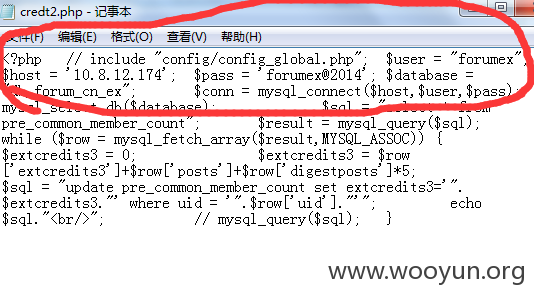 credt2.php - 记事本
文件(F) 编辑(E) 格式(O) 查看(V) 帮助(H)
<?php // include "config/config_global.php"; $user = "forumex";
$host = '10.8.12.174'; $pass = 'forumex@2014'; $database =
forum_cn_ex"; $conn = mysql_connect($host,$user,$pass);
mysql_select_db($database); $sql = "select * from
pre_common_member_count"; $result = mysql_query($sql);
while ($row = mysql_fetch_array($result,MYSQL_ASSOC)) {
$extcredits3 = 0; $extcredits3 = $row
['extcredits3']+$row['posts']+$row['digestposts']*5;
$sql = "update pre_common_member_count set extcredits3='".
$extcredits3."' where uid = '".$row['uid']."'"; echo
$sql."<br/>"; // mysql_query($sql); }
www.wooyun.org